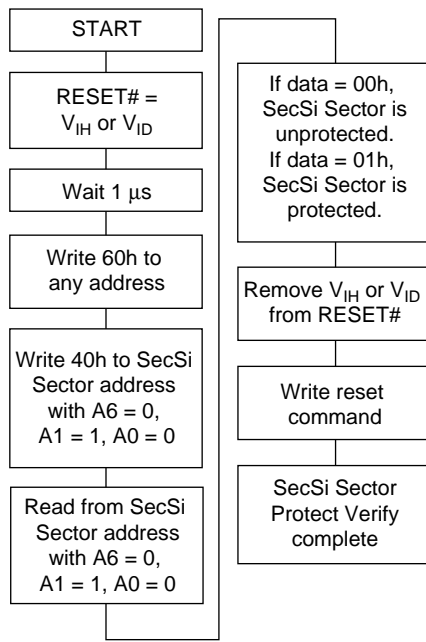 START
RESET# =
V_IH or V_ID
Wait 1 μs
Write 60h to
any address
Write 40h to SecSi
Sector address
with A6 = 0,
A1 = 1, A0 = 0
Read from SecSi
Sector address
with A6 = 0,
A1 = 1, A0 = 0
If data = 00h,
SecSi Sector is
unprotected.
If data = 01h,
SecSi Sector is
protected.
Remove V_IH or V_ID
from RESET#
Write reset
command
SecSi Sector
Protect Verify
complete